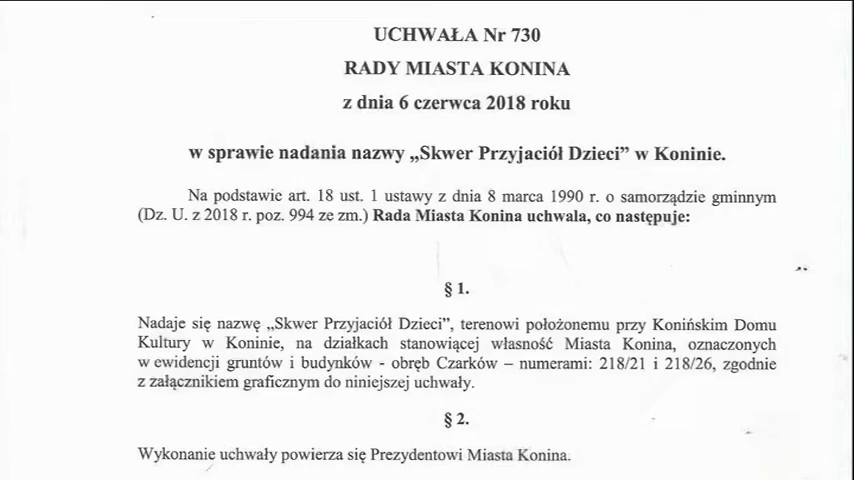 UCHWAŁA Nr 730
RADY MIASTA KONINA
z dnia 6 czerwca 2018 roku
w sprawie nadania nazwy „Skwer Przyjaciół Dzieci” w Koninie.
Na podstawie art. 18 ust. 1 ustawy z dnia 8 marca 1990 r. o samorządzie gminnym
(Dz. U. z 2018 r. poz. 994 ze zm.) Rada Miasta Konina uchwala, co następuje:
§ 1.
Nadaje się nazwę „Skwer Przyjaciół Dzieci”, terenowi położonemu przy Konińskim Domu
Kultury w Koninie, na działkach stanowiącej własność Miasta Konina, oznaczonych
w ewidencji gruntów i budynków - obręb Czarków – numerami: 218/21 i 218/26, zgodnie
z załącznikiem graficznym do niniejszej uchwały.
§ 2.
Wykonanie uchwały powierza się Prezydentowi Miasta Konina.